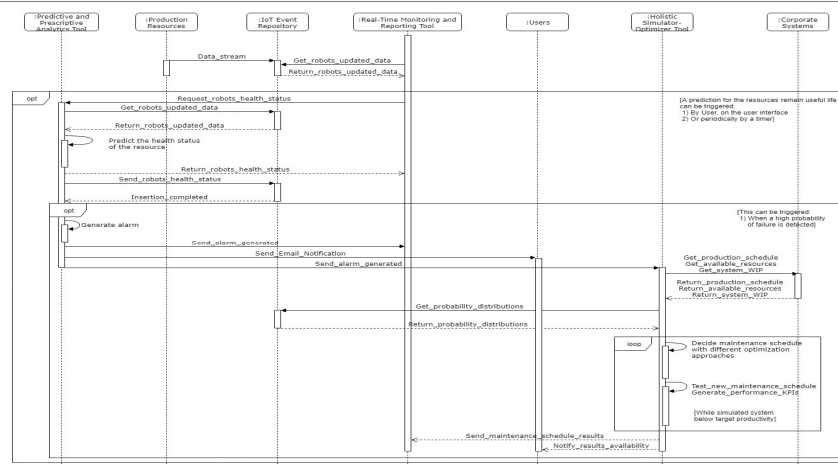 :Predictive and
Prescriptive
Analytics Tool
:Production
Resources
:IoT Event
Repository
:Real-Time Monitoring and
Reporting Tool
:Users
:Holistic
Simulator-
Optimizer Tool
:Corporate
Systems
Data_stream
Get_robots_updated_data
Return_robots_updated_data
opt
Request_robots_health_status
[A prediction for the resources remain useful life
can be triggered:
1) By User, on the user interface
2) Or periodically by a timer]
Get_robots_updated_data
Return_robots_updated_data
Predict the health status
of the resource
Return_robots_health_status
Send_robots_health_status
Insertion_completed
opt
[This can be triggered
1) When a high probability
of failure is detected]
Generate alarm
Send_alarm_generated
Send_Email_Notification
Send_alarm_generated
Get_production_schedule
Get_available_resources
Get_system_WIP
Return_production_schedule
Return_available_resources
Return_system_WIP
Get_probability_distributions
Return_probability_distributions
loop
Decide maintenance schedule
with different optimization
approaches
Test_new_maintenance_schedule
Generate_performance_KPIs
[While simulated system
below target productivity]
Send_maintenance_schedule_results
Notify_results_availability